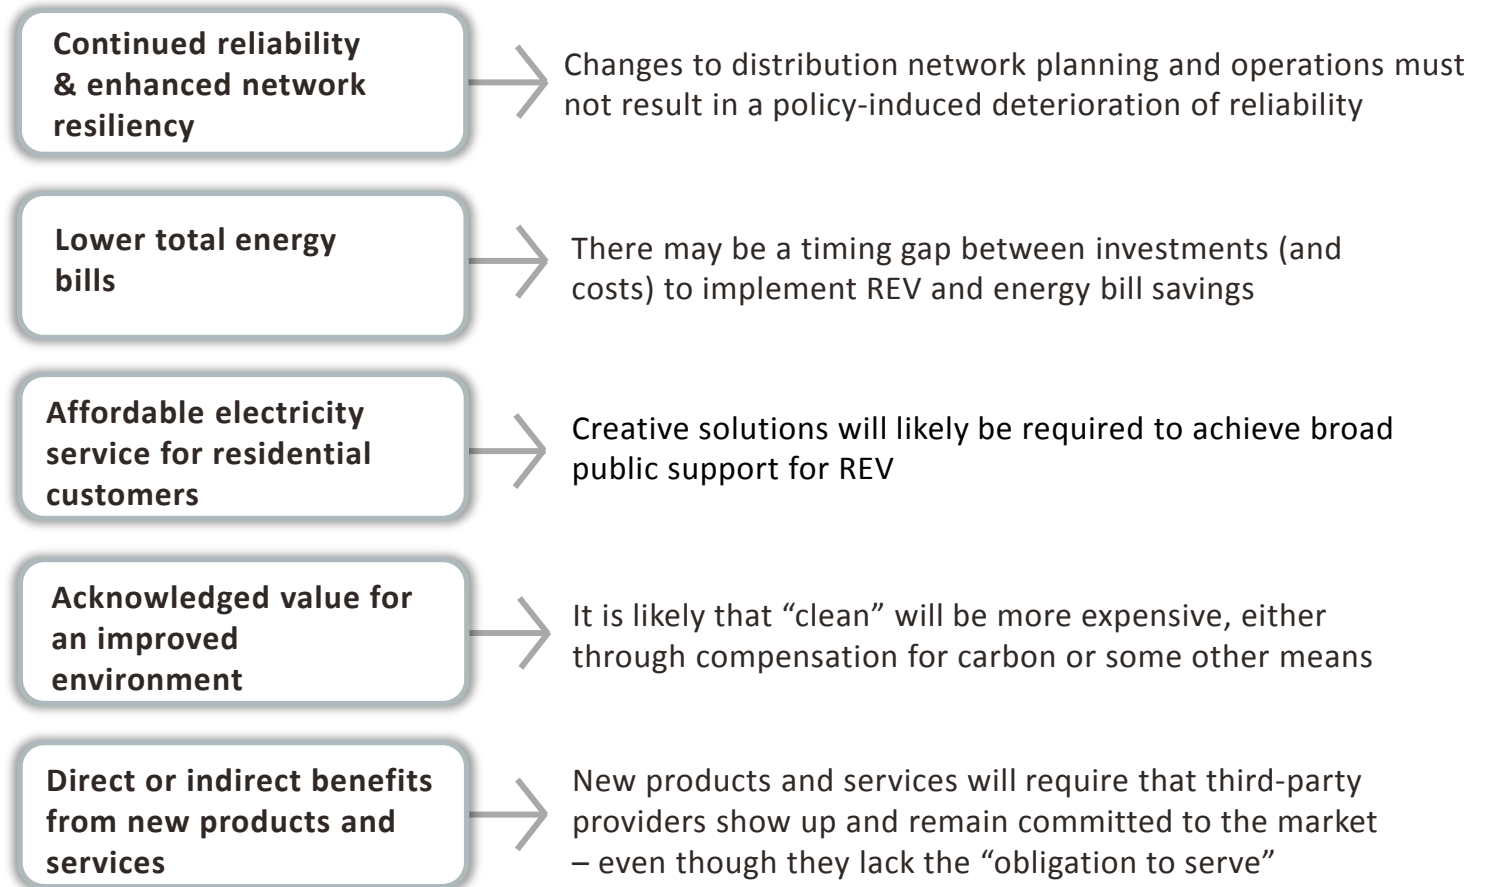 Continued reliability
& enhanced network
resiliency
Changes to distribution network planning and operations must
not result in a policy-induced deterioration of reliability
Lower total energy
bills
There may be a timing gap between investments (and
costs) to implement REV and energy bill savings
Affordable electricity
service for residential
customers
Creative solutions will likely be required to achieve broad
public support for REV
Acknowledged value for
an improved
environment
It is likely that “clean” will be more expensive, either
through compensation for carbon or some other means
Direct or indirect benefits
from new products and
services
New products and services will require that third-party
providers show up and remain committed to the market
– even though they lack the “obligation to serve”